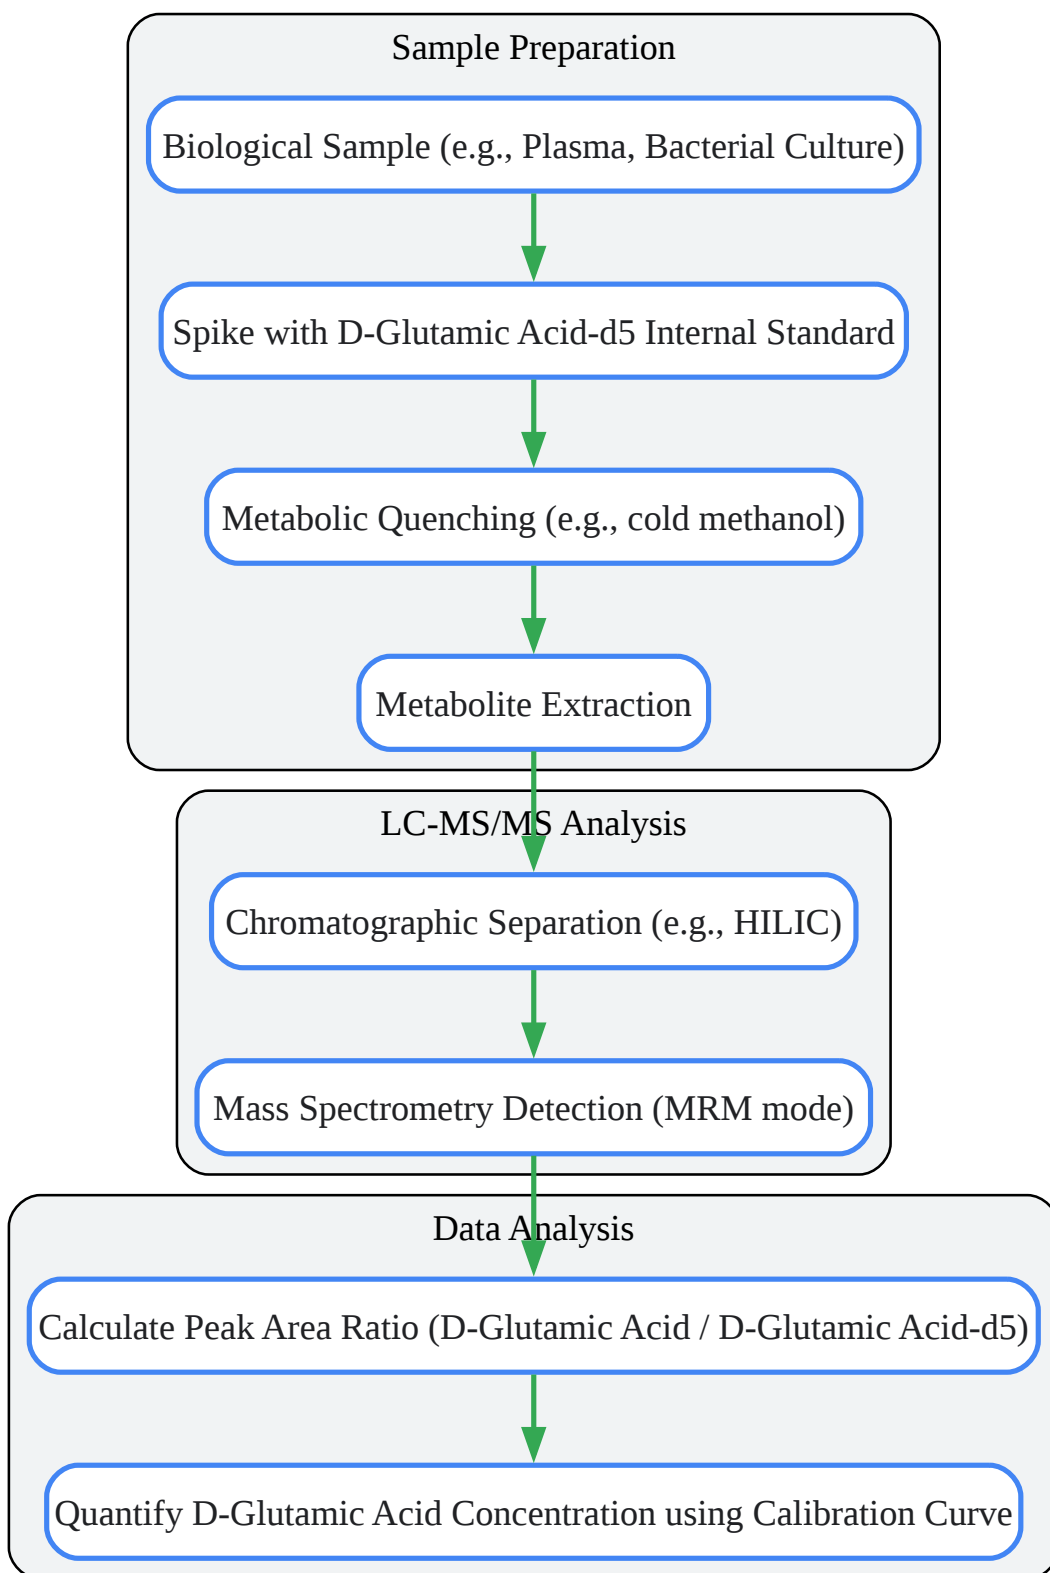 Sample Preparation
Biological Sample (e.g., Plasma, Bacterial Culture)
Spike with D-Glutamic Acid-d5 Internal Standard
Metabolic Quenching (e.g., cold methanol)
Metabolite Extraction
LC-MS/MS Analysis
Chromatographic Separation (e.g., HILIC)
Mass Spectrometry Detection (MRM mode)
Data Analysis
Calculate Peak Area Ratio (D-Glutamic Acid / D-Glutamic Acid-d5)
Quantify D-Glutamic Acid Concentration using Calibration Curve